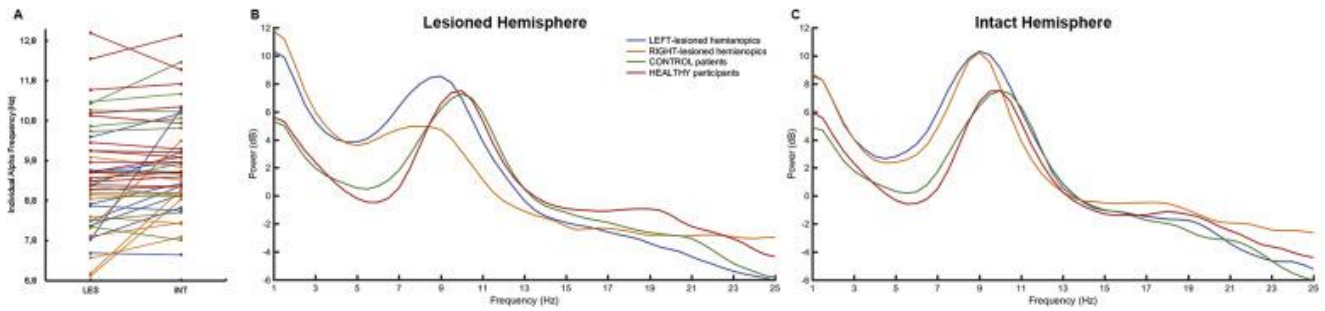 A
Individual Alpha Frequency(Hz)
12,8
11,8
10,8
9,8
8,8
7,8
6,8
LES INT
B
Lesioned Hemisphere
LEFT-lesioned hemianopics
RIGHT-lesioned hemianopics
CONTROL patients
HEALTHY participants
Power (dB)
12
10
8
6
4
2
0
-2
-4
-6
1 3 5 7 9 11 13 15 17 19 21 23 25
Frequency (Hz)
C
Intact Hemisphere
Power (dB)
12
10
8
6
4
2
0
-2
-4
-6
1 3 5 7 9 11 13 15 17 19 21 23 25
Frequency (Hz)